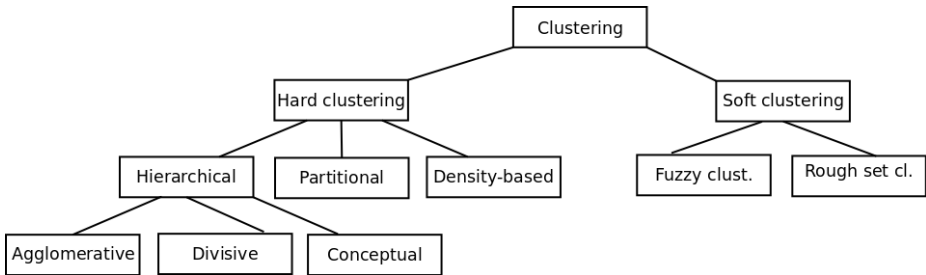 Clustering
Hard clustering
Soft clustering
Hierarchical
Partitional
Density-based
Fuzzy clust.
Rough set cl.
Agglomerative
Divisive
Conceptual